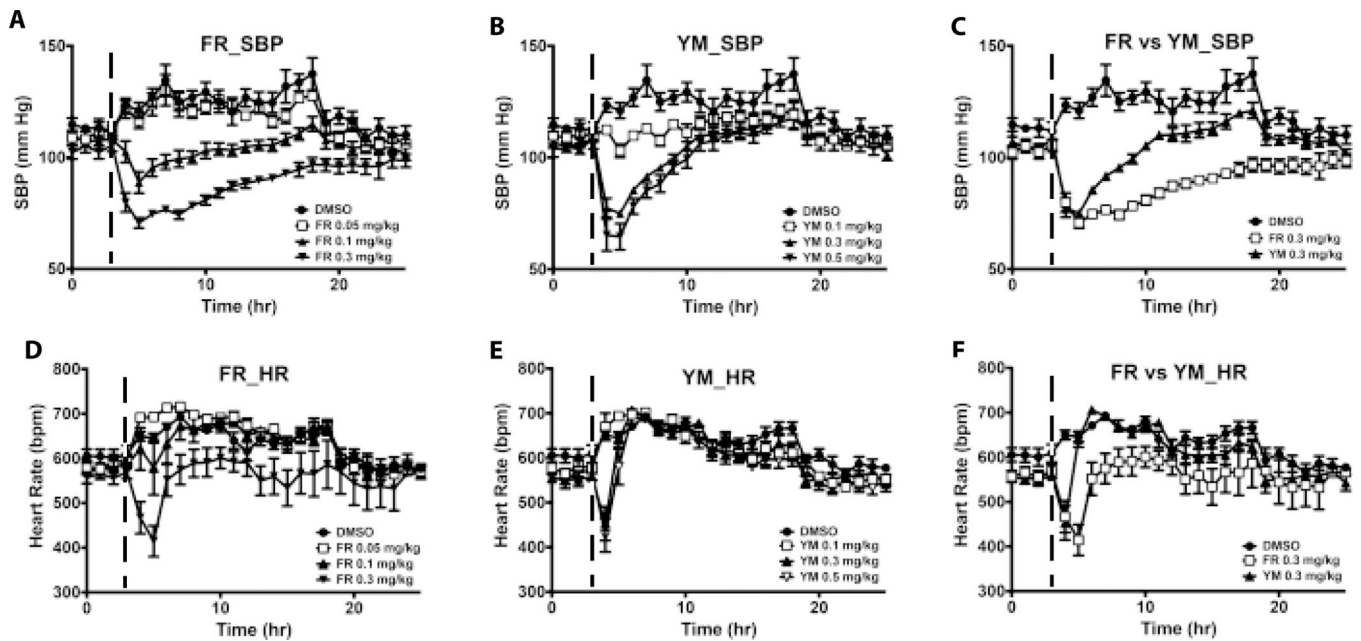 A
FR_SBP
150
100
50
SBP (mm Hg)
DMSO
FR 0.05 mg/kg
FR 0.1 mg/kg
FR 0.3 mg/kg
0 10 20
Time (hr)
B
YM_SBP
150
100
50
SBP (mm Hg)
DMSO
YM 0.1 mg/kg
YM 0.3 mg/kg
YM 0.5 mg/kg
0 10 20
Time (hr)
C
FR vs YM_SBP
150
100
50
SBP (mm Hg)
DMSO
FR 0.3 mg/kg
YM 0.3 mg/kg
0 10 20
Time (hr)
D
FR_HR
800
700
600
500
400
300
Heart Rate (bpm)
DMSO
FR 0.05 mg/kg
FR 0.1 mg/kg
FR 0.3 mg/kg
0 10 20
Time (hr)
E
YM_HR
800
700
600
500
400
300
Heart Rate (bpm)
DMSO
YM 0.1 mg/kg
YM 0.3 mg/kg
YM 0.5 mg/kg
0 10 20
Time (hr)
F
FR vs YM_HR
800
700
600
500
400
300
Heart Rate (bpm)
DMSO
FR 0.3 mg/kg
YM 0.3 mg/kg
0 10 20
Time (hr)